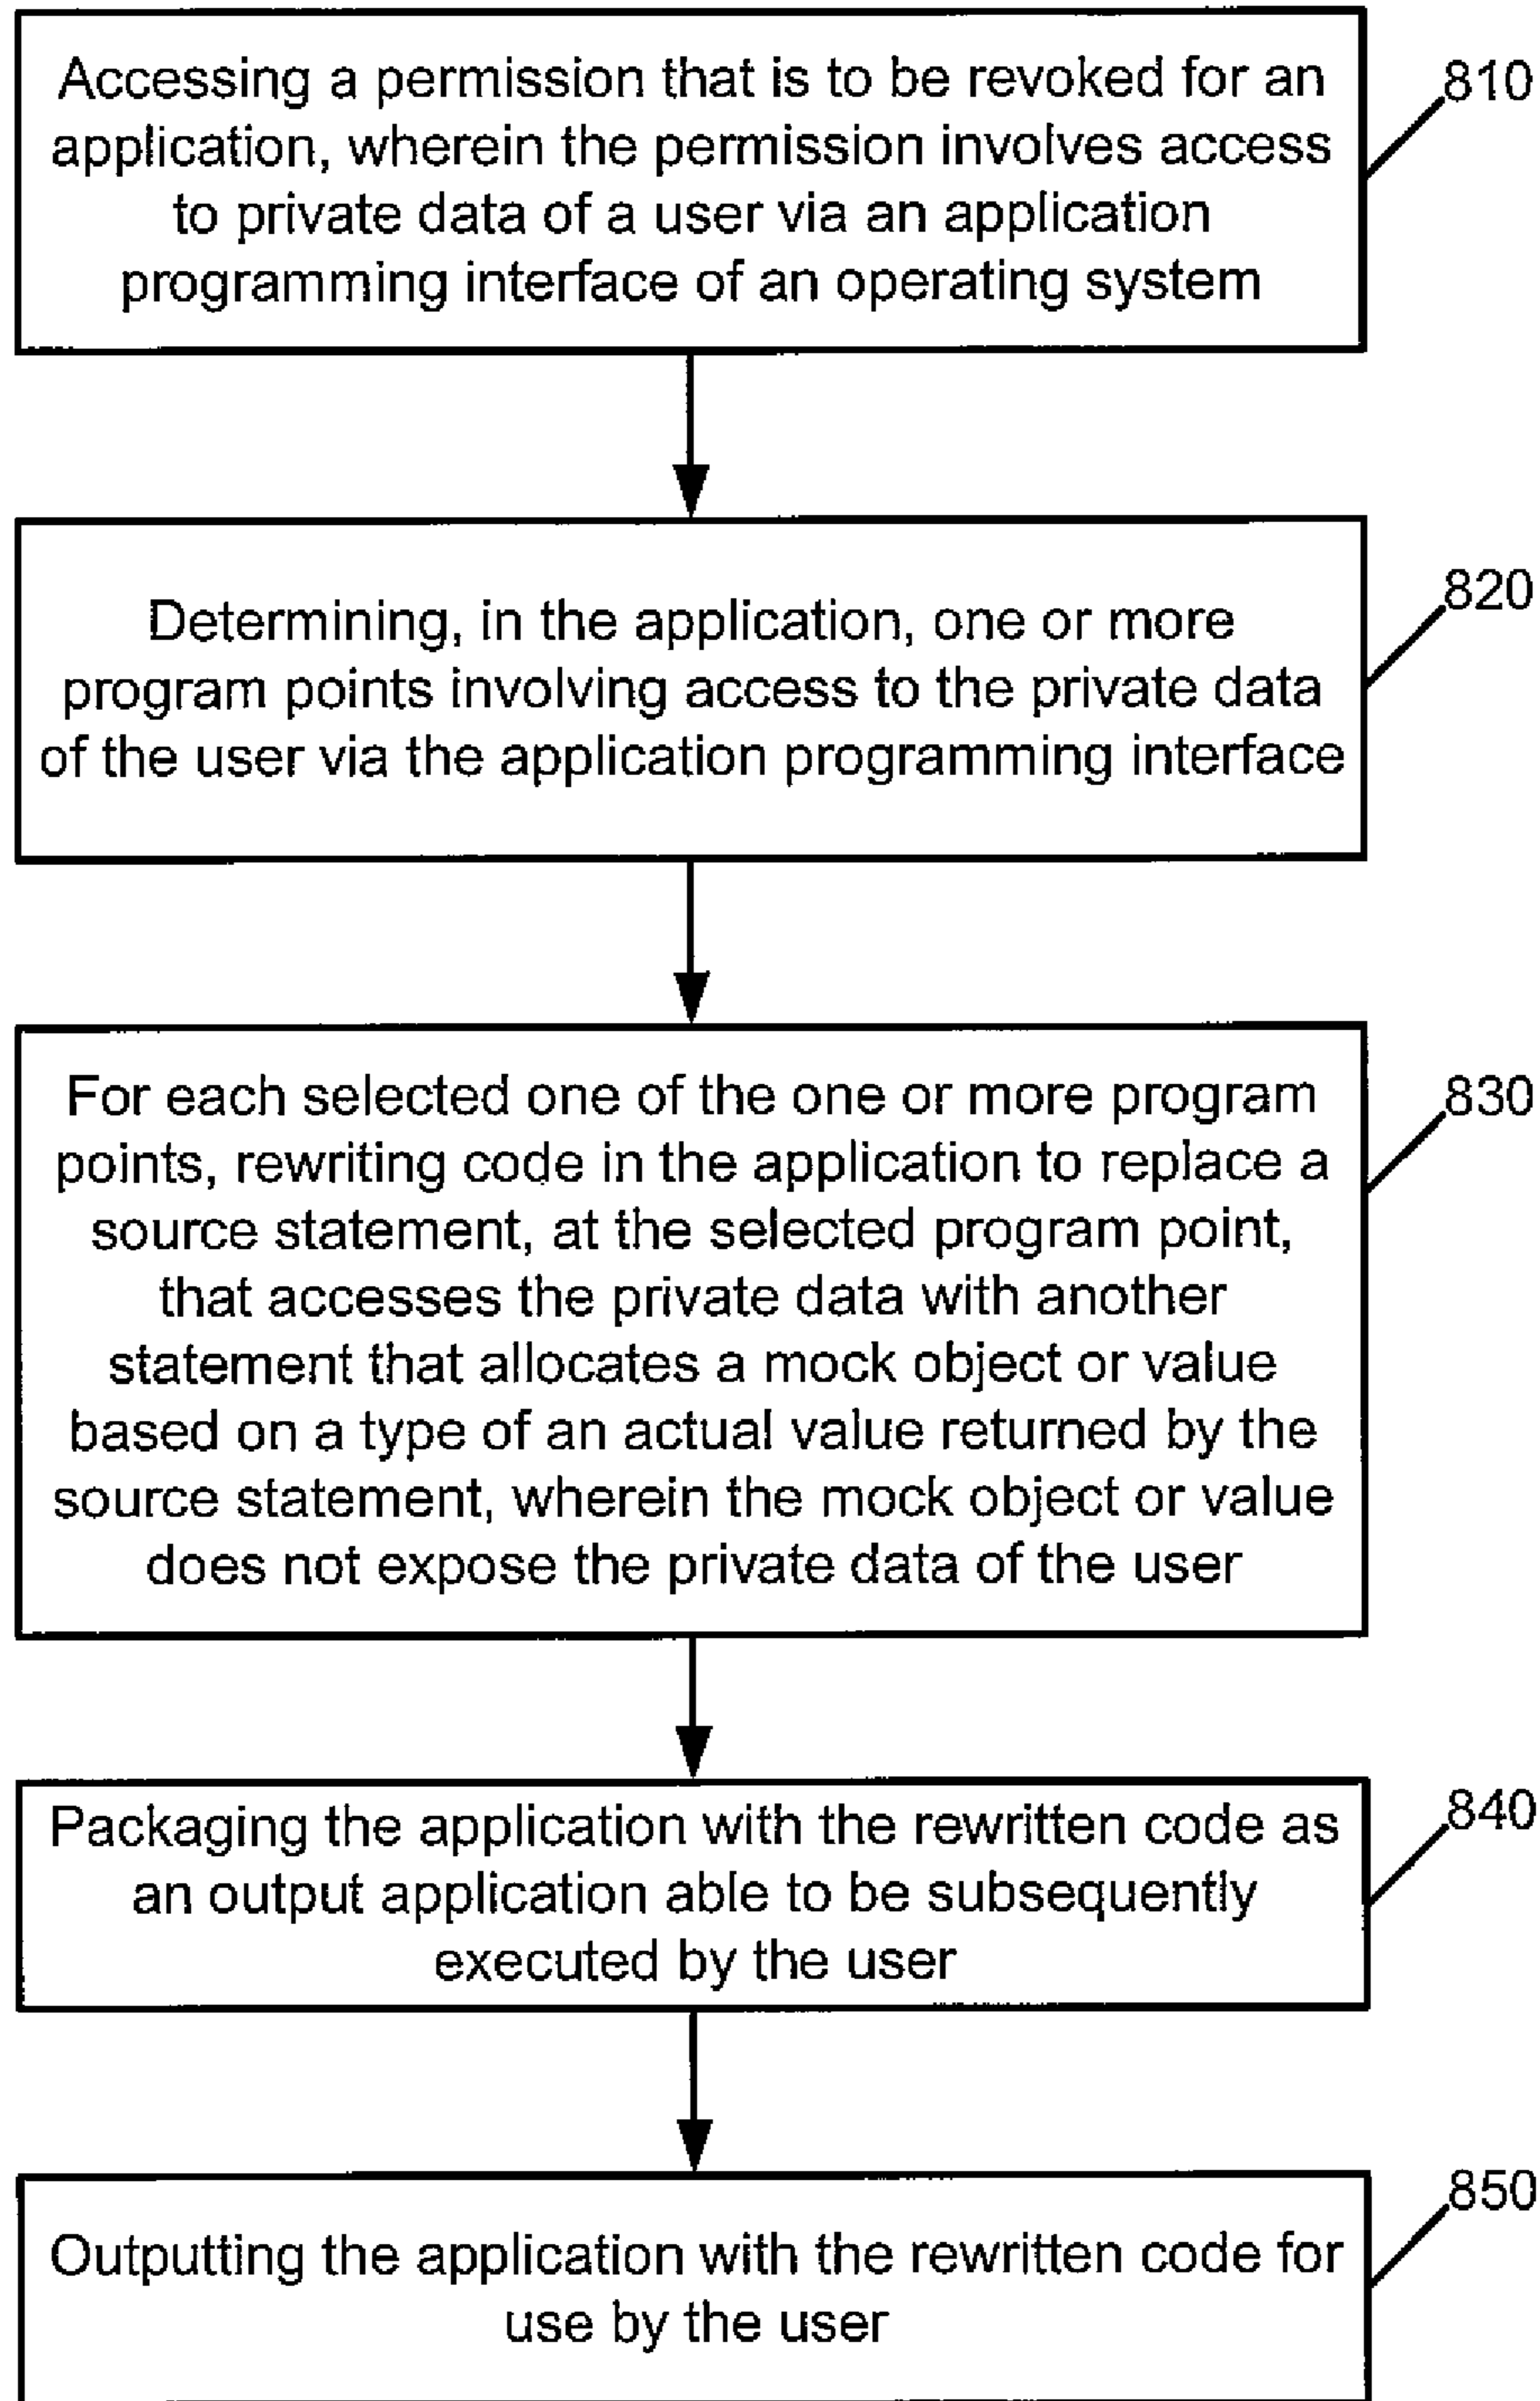 Accessing a permission that is to be revoked for an
application, wherein the permission involves access
to private data of a user via an application
programming interface of an operating system
810
Determining, in the application, one or more
program points involving access to the private data
of the user via the application programming interface
820
For each selected one of the one or more program
points, rewriting code in the application to replace a
source statement, at the selected program point,
that accesses the private data with another
statement that allocates a mock object or value
based on a type of an actual value returned by the
source statement, wherein the mock object or value
does not expose the private data of the user
830
Packaging the application with the rewritten code as
an output application able to be subsequently
executed by the user
840
Outputting the application with the rewritten code for
use by the user
850